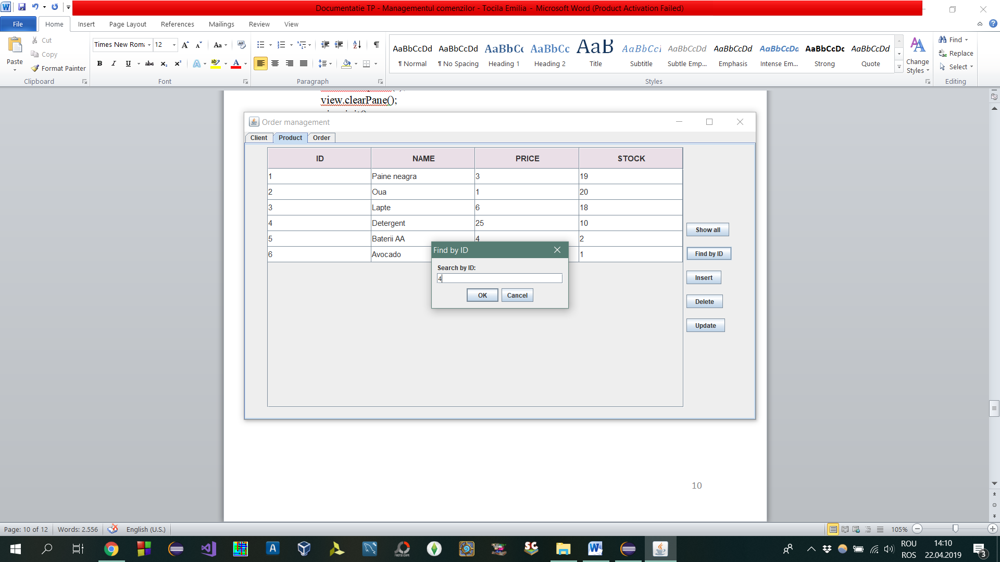 Documentatie TP - Managementul comenzilor - Tocila Emilia - Microsoft Word (Product Activation Failed)
File Home Insert Page Layout References Mailings Review View
Paste
Cut
Copy
Format Painter
Clipboard
Times New Rom 12
Font
Paragraph
AaBbCcDd AaBbCcDd AaBbCc AaBbCc AaB AaBbCcI AaBbCcDd AaBbCcDd AaBbCcDd AaBbCcDc AaBbCcDd
¶ Normal ¶ No Spacing Heading 1 Heading 2 Title Subtitle Subtle Emp... Emphasis Intense Em... Strong Quote
Styles
Change
Styles
Find
Replace
Select
Editing
view.clearPane();
Order management
Client Product Order
ID NAME PRICE STOCK
1 Paine neagra 3 19
2 Oua 1 20
3 Lapte 6 18
4 Detergent 25 10
5 Baterii AA 4 2
6 Avocado 1
Find by ID
Search by ID:
4
OK Cancel
Show all
Find by ID
Insert
Delete
Update
10
Page: 10 of 12 Words: 2.556 English (U.S.) 105%
ROU
ROS
14:10
22.04.2019
3